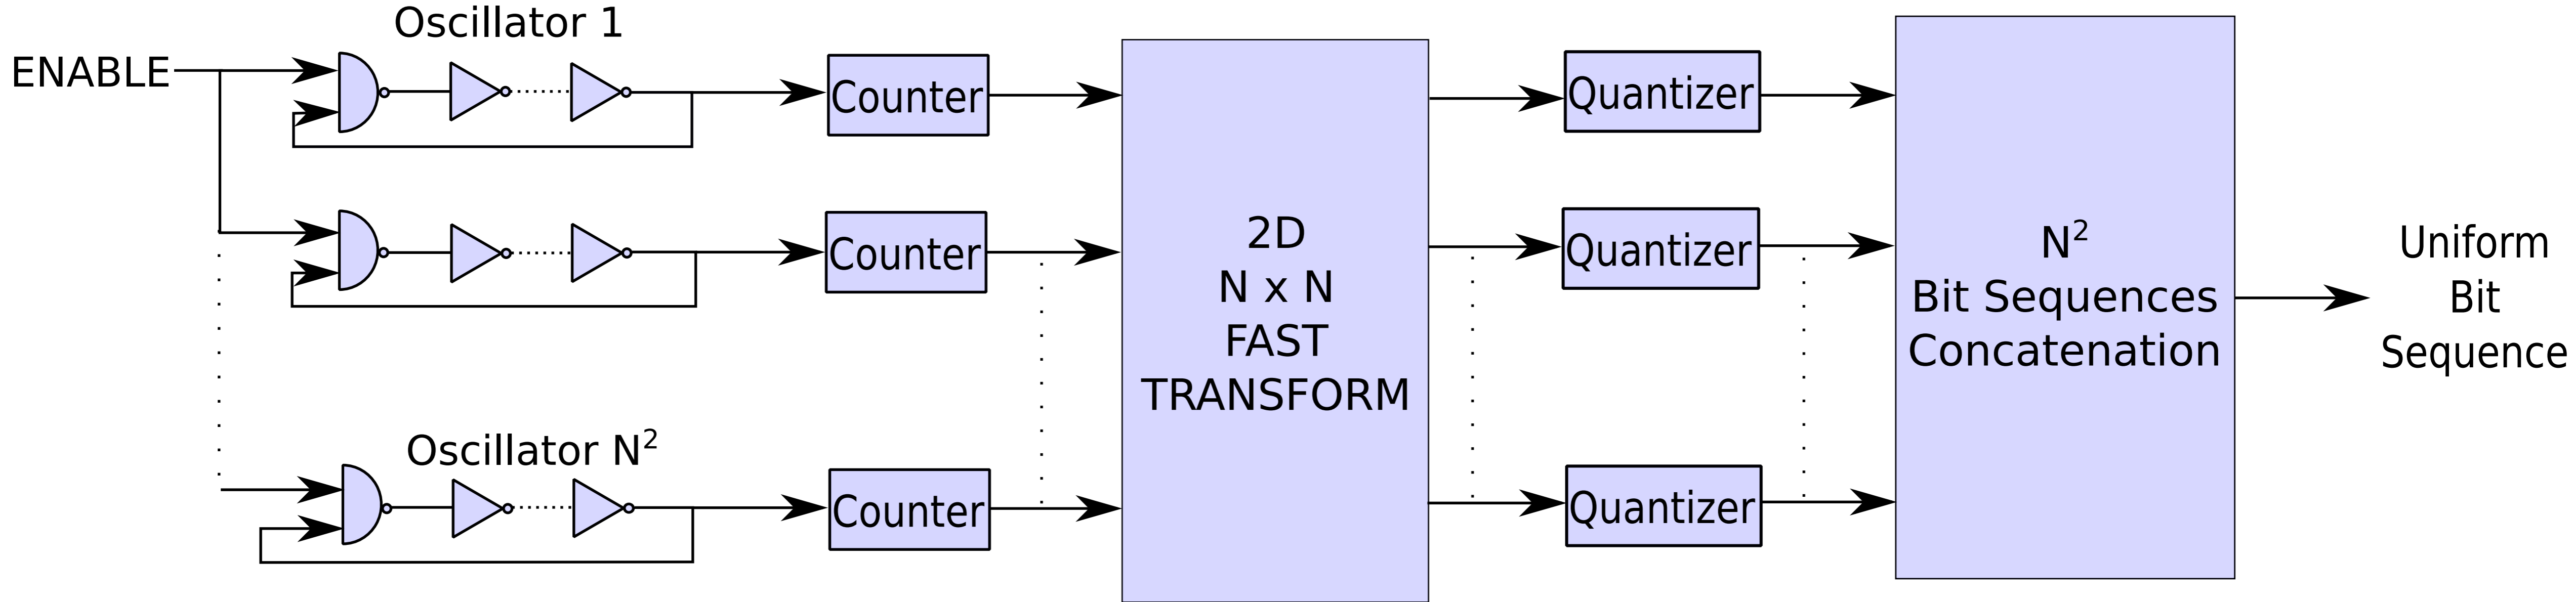 Oscillator 1
ENABLE
Counter
Quantizer
Counter
Quantizer
2D
N x N
FAST
TRANSFORM
N²
Bit Sequences
Concatenation
Uniform
Bit
Sequence
Oscillator N²
Counter
Quantizer